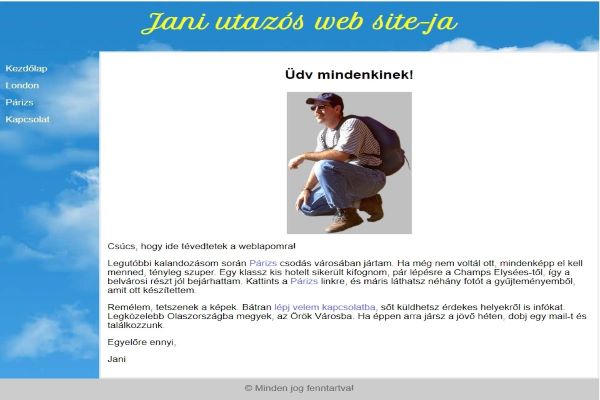 Jani utazós web site-ja
Kezdőlap
London
Párizs
Kapcsolat
Üdv mindenkinek!
Csúcs, hogy ide tévedtetek a weblapomra!
Legutóbbi kalandozásom során Párizs csodás városában jártam. Ha még nem voltál ott, mindenképp el kell
menned, tényleg szuper. Egy klassz kis hotelt sikerült kifognom, pár lépésre a Champs Elysées-től, így a
belvárosi részt jól bejárhattam. Kattints a Párizs linkre, és máris láthatsz néhány fotót a gyűjteményemből,
amit ott készítettem.
Remélem, tetszenek a képek. Bátran lépj velem kapcsolatba, sőt küldhetsz érdekes helyekről is infókat.
Legközelebb Olaszországba megyek, az Örök Városba. Ha éppen arra jársz a jövő héten, dobj egy mail-t és
találkozzunk.
Egyelőre ennyi,
Jani
© Minden jog fenntartva!